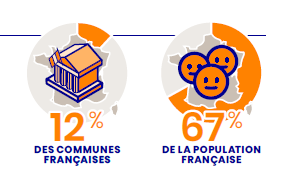 12% 67%
DES COMMUNES
FRANÇAISES
DE LA POPULATION
FRANÇAISE